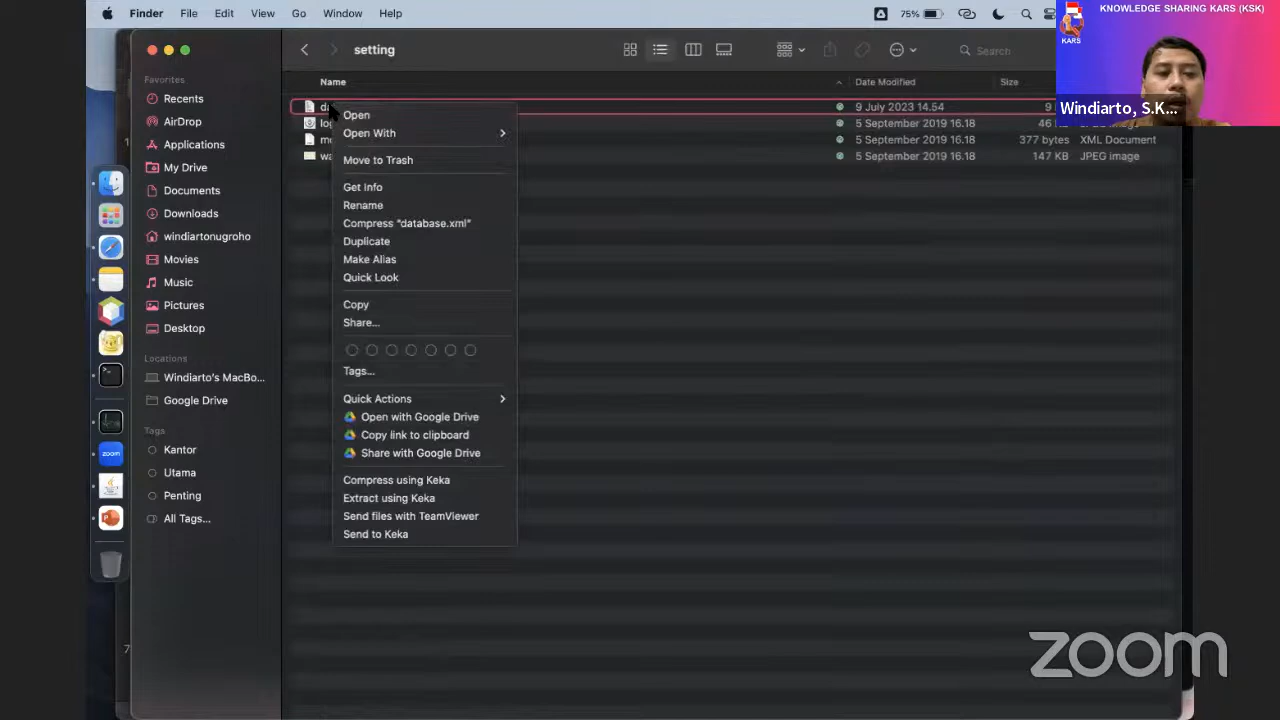 Finder File Edit View Go Window Help 75%
KNOWLEDGE SHARING KARS (KSK)
KARS
Windiarto, S.K...
setting
Search
Favorites
Recents
AirDrop
Applications
My Drive
Documents
Downloads
windiartonugroho
Movies
Music
Pictures
Desktop
Locations
Windiarto's MacBo...
Google Drive
Tags
Kantor
Utama
Penting
All Tags...
Name Date Modified Size
9 July 2023 14.54
5 September 2019 16.18 46
5 September 2019 16.18 377 bytes XML Document
5 September 2019 16.18 147 KB JPEG image
Open
Open With
Move to Trash
Get Info
Rename
Compress "database.xml"
Duplicate
Make Alias
Quick Look
Copy
Share...
Tags...
Quick Actions
Open with Google Drive
Copy link to clipboard
Share with Google Drive
Compress using Keka
Extract using Keka
Send files with TeamViewer
Send to Keka
zoom
zoom